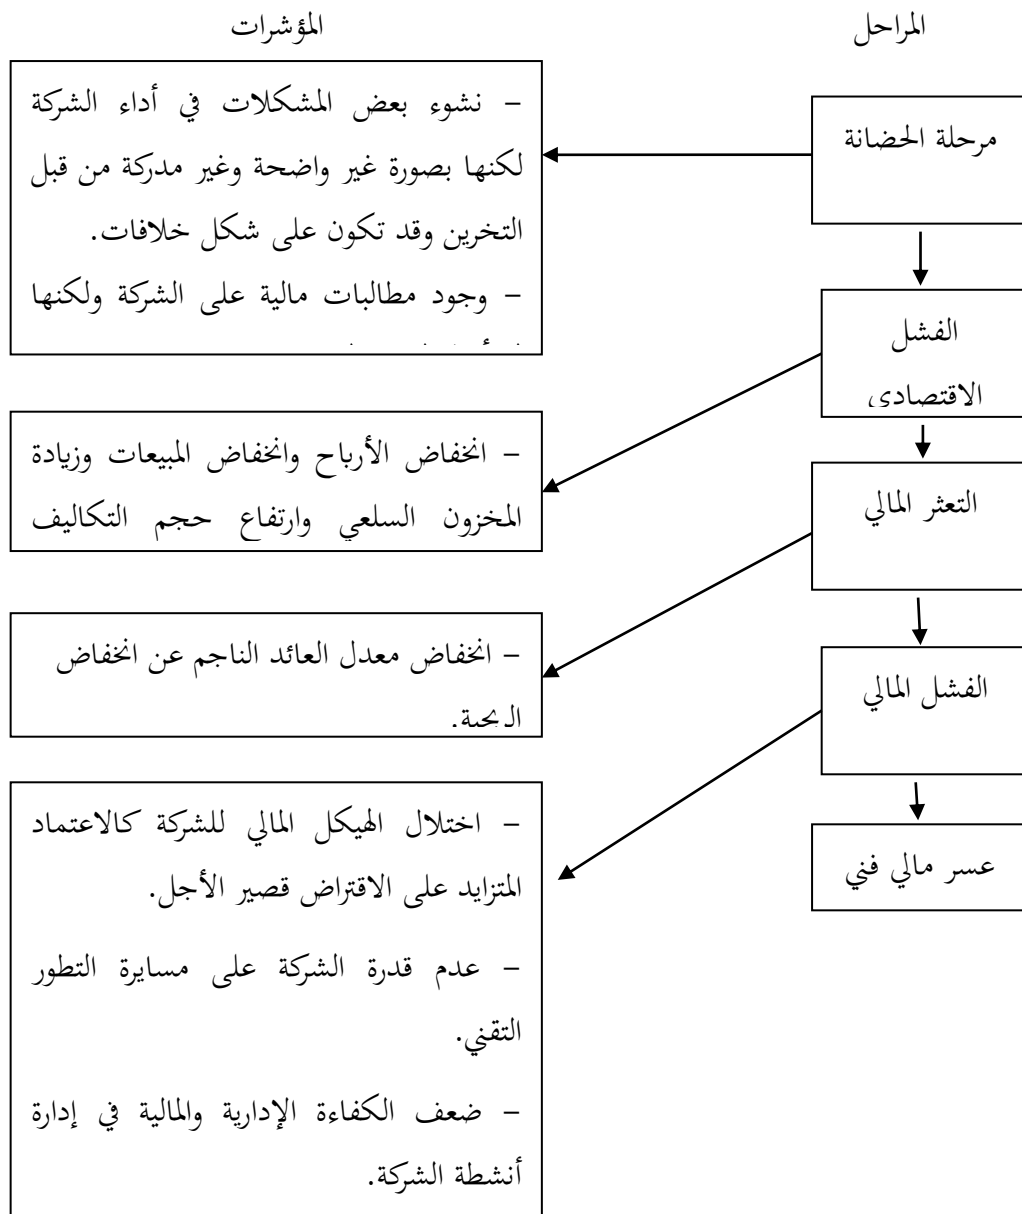 المراحل
المؤشرات
مرحلة الحضانة
– نشوء بعض المشكلات في أداء الشركة
لكنها بصورة غير واضحة وغير مدركة من قبل
التخرين وقد تكون على شكل خلافات.
– وجود مطالبات مالية على الشركة ولكنها
الفشل
الاقتصادي
– انخفاض الأرباح وانخفاض المبيعات وزيادة
المخزون السلعي وارتفاع حجم التكاليف
التعثر المالي
– انخفاض معدل العائد الناجم عن انخفاض
الربحية.
الفشل المالي
– اختلال الهيكل المالي للشركة كالاعتماد
المتزايد على الاقتراض قصير الأجل.
– عدم قدرة الشركة على مسايرة التطور
التقني.
– ضعف الكفاءة الإدارية والمالية في إدارة
أنشطة الشركة.
عسر مالي فني